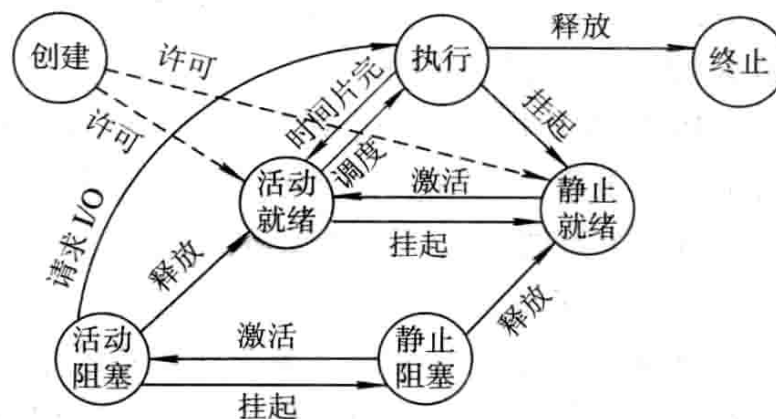 创建
许可
许可
执行
释放
终止
时间片完
调度
挂起
活动
就绪
激活
挂起
静止
就绪
请求 I/O
释放
释放
活动
阻塞
激活
挂起
静止
阻塞